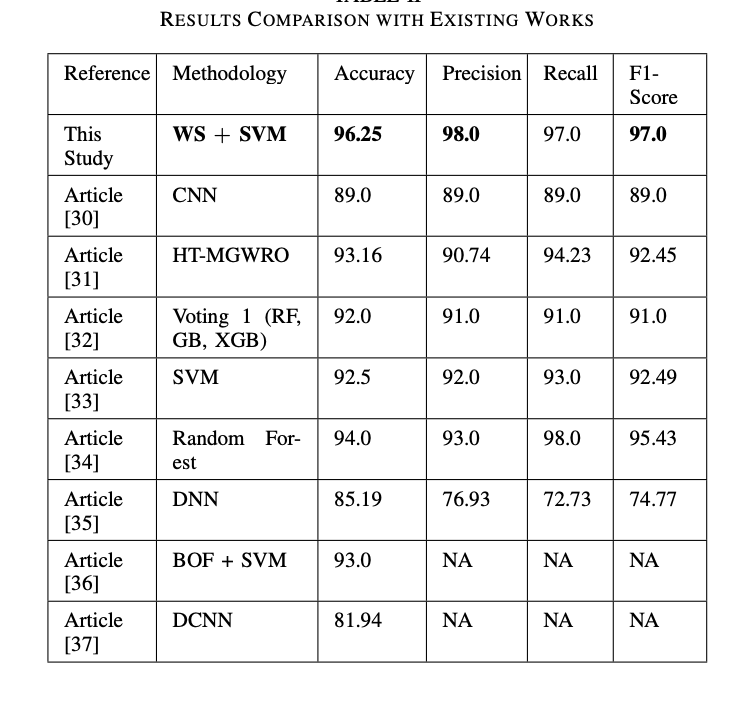 TABLE II
RESULTS COMPARISON WITH EXISTING WORKS
Reference Methodology Accuracy Precision Recall F1-
Score
This WS + SVM 96.25 98.0 97.0 97.0
Study
Article CNN 89.0 89.0 89.0 89.0
[30]
Article HT-MGWRO 93.16 90.74 94.23 92.45
[31]
Article Voting 1 (RF, 92.0 91.0 91.0 91.0
[32] GB, XGB)
Article SVM 92.5 92.0 93.0 92.49
[33]
Article Random For- 94.0 93.0 98.0 95.43
[34] est
Article DNN 85.19 76.93 72.73 74.77
[35]
Article BOF + SVM 93.0 NA NA NA
[36]
Article DCNN 81.94 NA NA NA
[37]